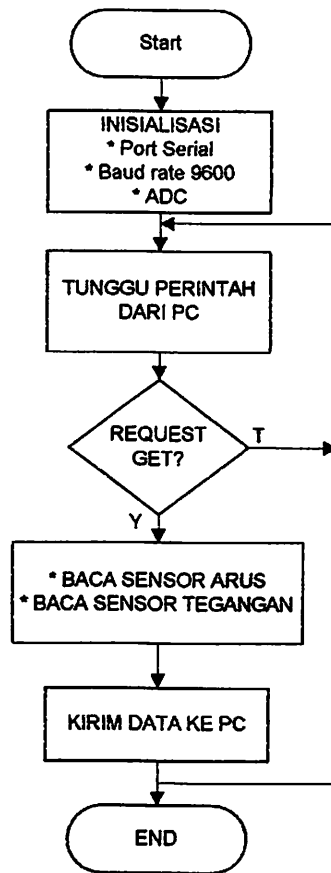 Start
INISIALISASI
* Port Serial
* Baud rate 9600
* ADC
TUNGGU PERINTAH
DARI PC
REQUEST
GET?
T
Y
* BACA SENSOR ARUS
* BACA SENSOR TEGANGAN
KIRIM DATA KE PC
END